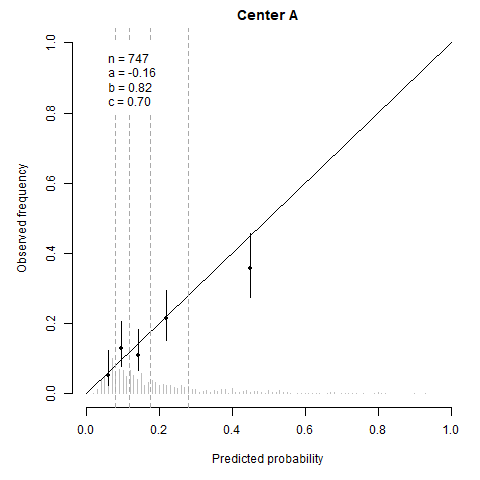 Center A
n = 747
a = -0.16
b = 0.82
c = 0.70
Observed frequency
1.0
0.8
0.6
0.4
0.2
0.0
0.0 0.2 0.4 0.6 0.8 1.0
Predicted probability